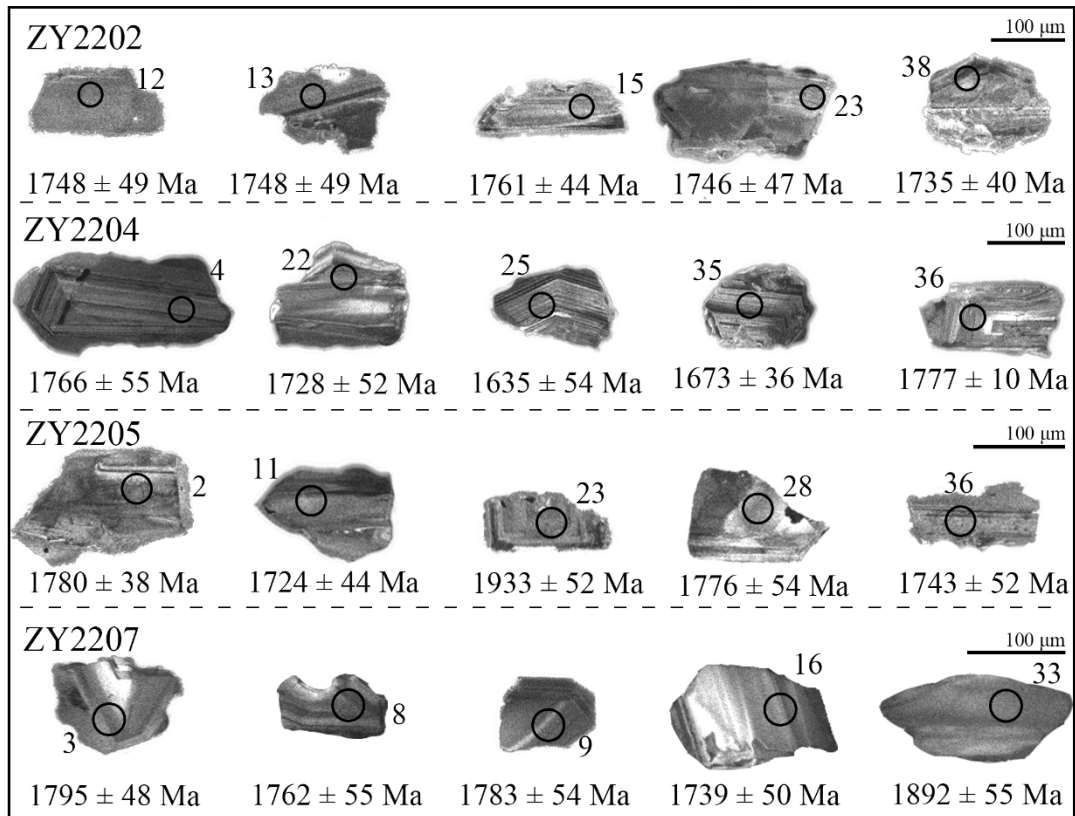 ZY2202
100 μm
12 13 15 23 38
1748 ± 49 Ma 1748 ± 49 Ma 1761 ± 44 Ma 1746 ± 47 Ma 1735 ± 40 Ma
ZY2204
100 μm
4 22 25 35 36
1766 ± 55 Ma 1728 ± 52 Ma 1635 ± 54 Ma 1673 ± 36 Ma 1777 ± 10 Ma
ZY2205
100 μm
2 11 23 28 36
1780 ± 38 Ma 1724 ± 44 Ma 1933 ± 52 Ma 1776 ± 54 Ma 1743 ± 52 Ma
ZY2207
100 μm
3 8 9 16 33
1795 ± 48 Ma 1762 ± 55 Ma 1783 ± 54 Ma 1739 ± 50 Ma 1892 ± 55 Ma